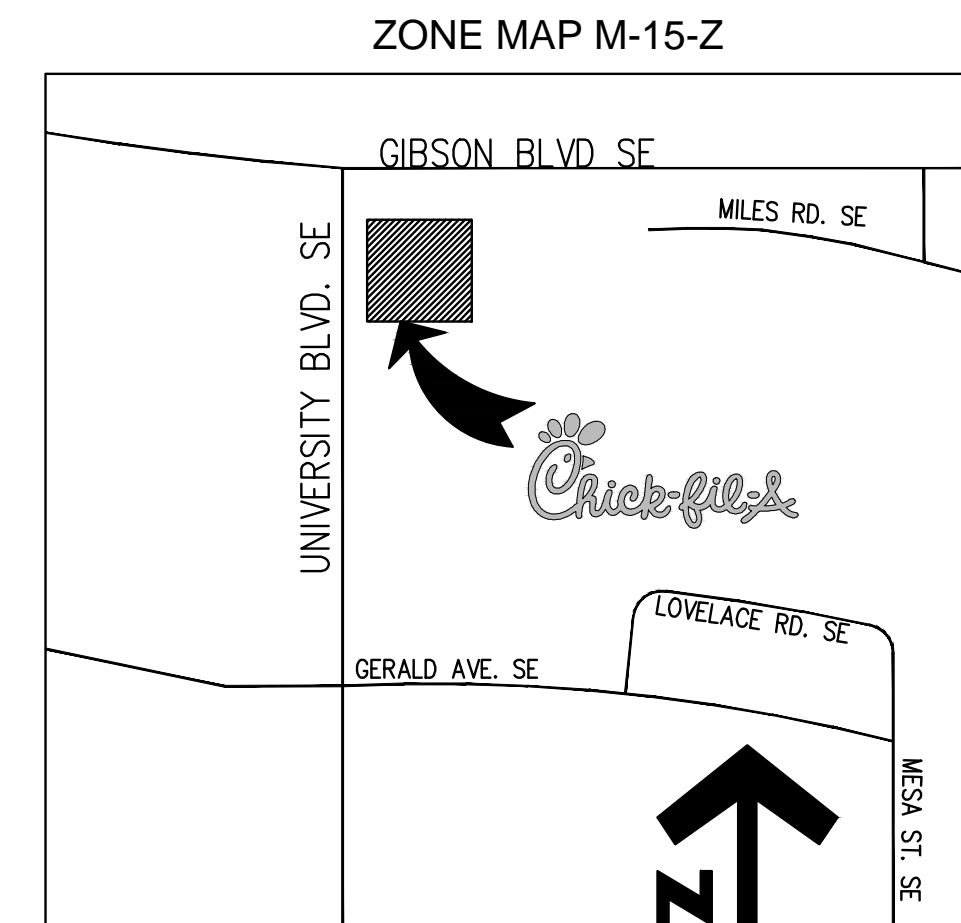 ZONE MAP M-15-Z
GIBSON BLVD SE
MILES RD. SE
UNIVERSITY BLVD. SE
Chick-fil-A
LOVELACE RD. SE
GERALD AVE. SE
MESA ST. SE
N